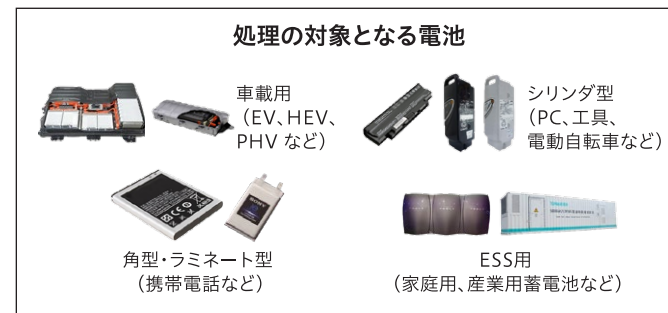 処理の対象となる電池
車載用
（EV、HEV、
PHV など）
シリンダ型
（PC、工具、
電動自転車など）
角型・ラミネート型
（携帯電話など）
SONY
ESS用
（家庭用、産業用蓄電池など）